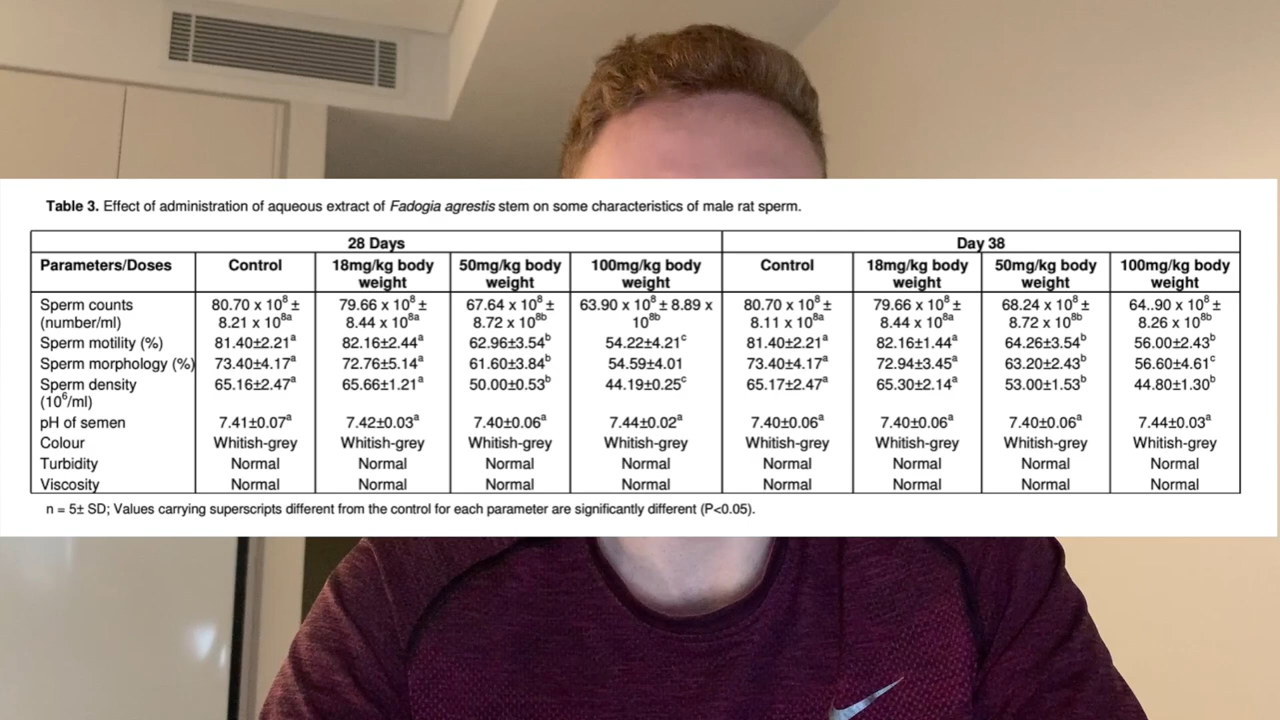 Table 3. Effect of administration of aqueous extract of Fadogia agrestis stem on some characteristics of male rat sperm.
28 Days Day 38
Parameters/Doses Control 18mg/kg body weight 50mg/kg body weight 100mg/kg body weight Control 18mg/kg body weight 50mg/kg body weight 100mg/kg body weight
Sperm counts (number/ml) 80.70 x 10⁸ ± 8.21 x 10⁸ᵃ 79.66 x 10⁸ ± 8.44 x 10⁸ᵃ 67.64 x 10⁸ ± 8.72 x 10⁸ᵇ 63.90 x 10⁸ ± 8.89 x 10⁸ᵇ 80.70 x 10⁸ ± 8.11 x 10⁸ᵃ 79.66 x 10⁸ ± 8.44 x 10⁸ᵃ 68.24 x 10⁸ ± 8.72 x 10⁸ᵇ 64..90 x 10⁸ ± 8.26 x 10⁸ᵇ
Sperm motility (%) 81.40±2.21ᵃ 82.16±2.44ᵃ 62.96±3.54ᵇ 54.22±4.21ᶜ 81.40±2.21ᵃ 82.16±1.44ᵃ 64.26±3.54ᵇ 56.00±2.43ᵇ
Sperm morphology (%) 73.40±4.17ᵃ 72.76±5.14ᵃ 61.60±3.84ᵇ 54.59±4.01 73.40±4.17ᵃ 72.94±3.45ᵃ 63.20±2.43ᵇ 56.60±4.61ᶜ
Sperm density (10⁶/ml) 65.16±2.47ᵃ 65.66±1.21ᵃ 50.00±0.53ᵇ 44.19±0.25ᶜ 65.17±2.47ᵃ 65.30±2.14ᵃ 53.00±1.53ᵇ 44.80±1.30ᵇ
pH of semen 7.41±0.07ᵃ 7.42±0.03ᵃ 7.40±0.06ᵃ 7.44±0.02ᵃ 7.40±0.06ᵃ 7.40±0.06ᵃ 7.40±0.06ᵃ 7.44±0.03ᵃ
Colour Whitish-grey Whitish-grey Whitish-grey Whitish-grey Whitish-grey Whitish-grey Whitish-grey Whitish-grey
Turbidity Normal Normal Normal Normal Normal Normal Normal Normal
Viscosity Normal Normal Normal Normal Normal Normal Normal Normal
n = 5± SD; Values carrying superscripts different from the control for each parameter are significantly different (P<0.05).